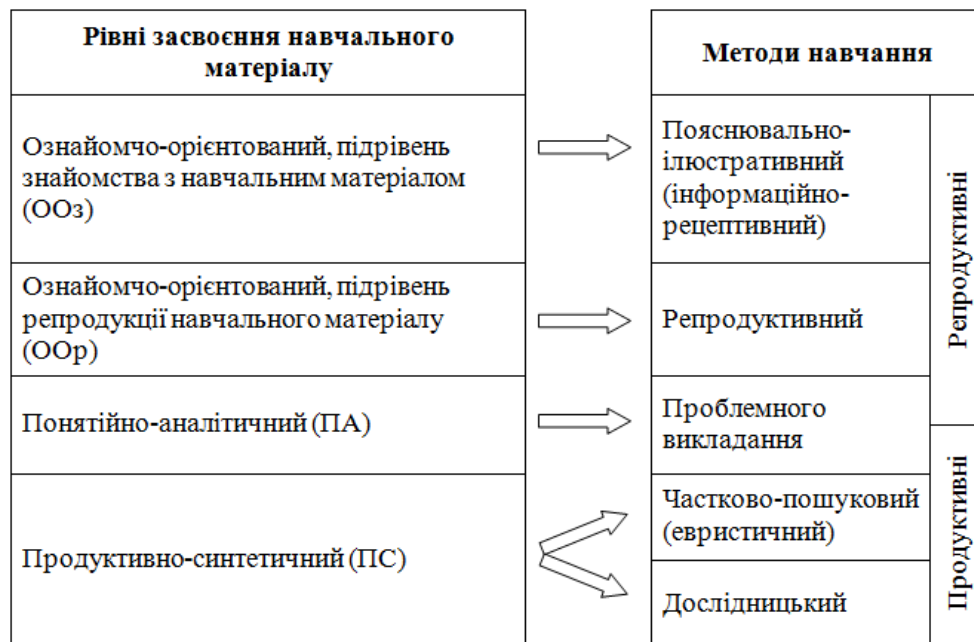 Рівні засвоєння навчального
матеріалу
Методи навчання
Ознайомчо-орієнтований, підрівень
знайомства з навчальним матеріалом
(ООз)
Пояснювально-
ілюстративний
(інформаційно-
рецептивний)
Репродуктивні
Ознайомчо-орієнтований, підрівень
репродукції навчального матеріалу
(ООр)
Репродуктивний
Понятійно-аналітичний (ПА)
Проблемного
викладання
Продуктивно-синтетичний (ПС)
Частково-пошуковий
(евристичний)
Дослідницький
Продуктивні